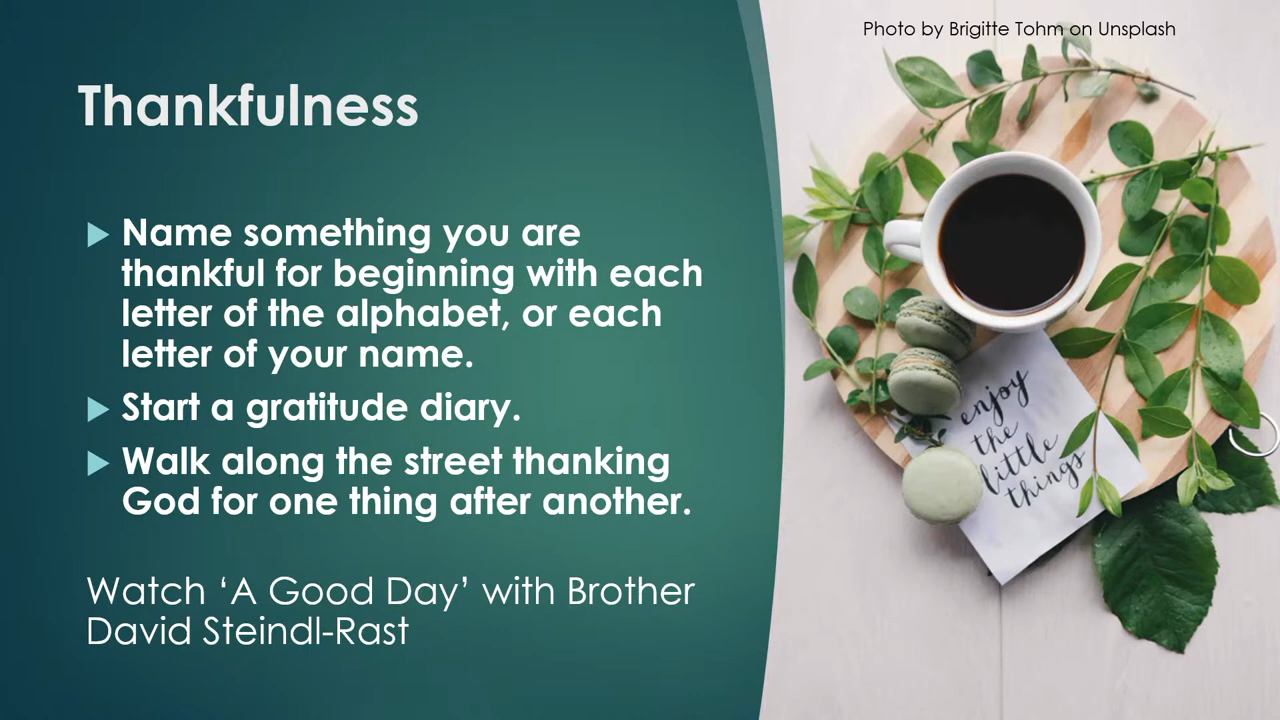 Photo by Brigitte Tohm on Unsplash
Thankfulness
Name something you are
thankful for beginning with each
letter of the alphabet, or each
letter of your name.
Start a gratitude diary.
Walk along the street thanking
God for one thing after another.
Watch ‘A Good Day’ with Brother
David Steindl-Rast
enjoy
the
little
things